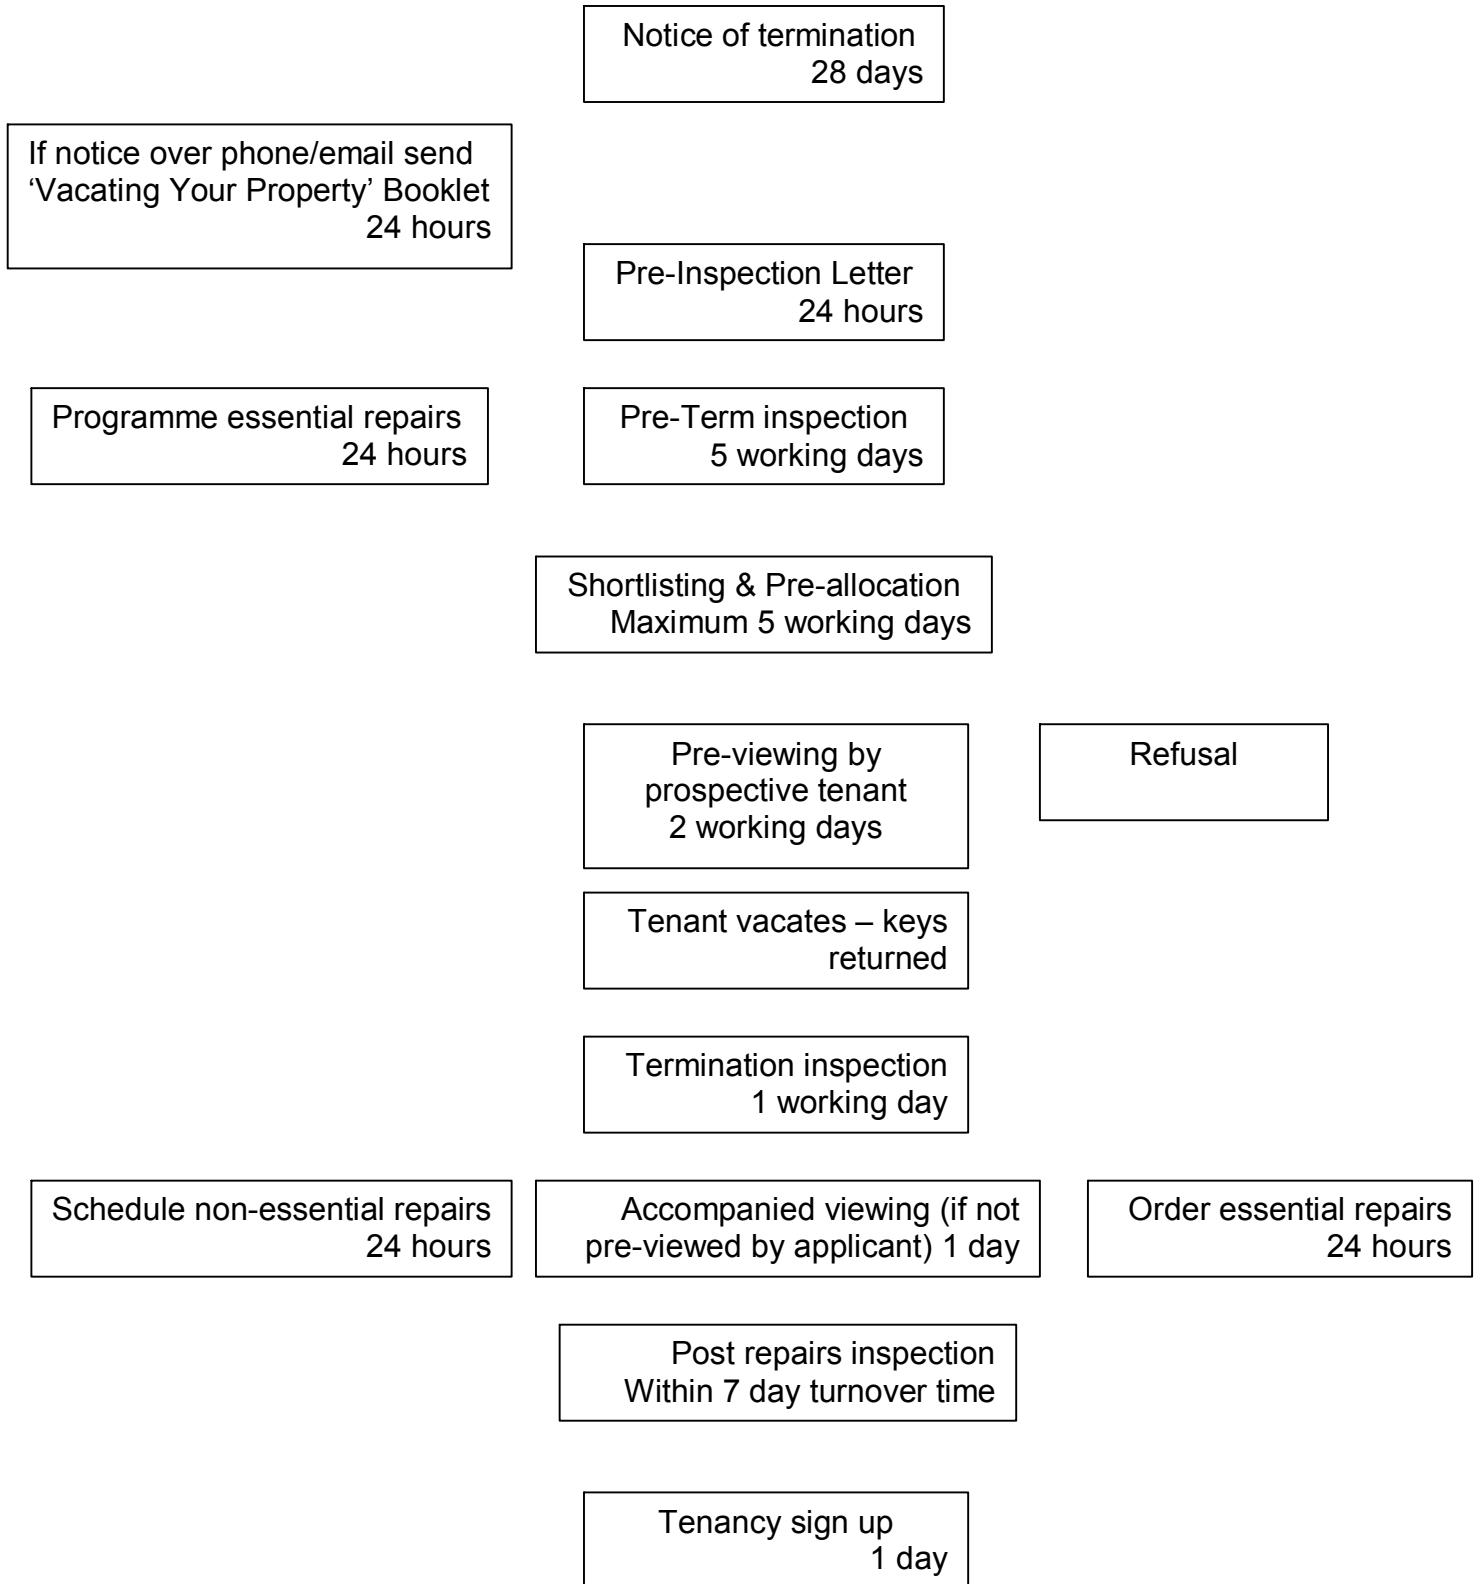 Notice of termination
28 days
If notice over phone/email send
‘Vacating Your Property’ Booklet
24 hours
Pre-Inspection Letter
24 hours
Programme essential repairs
24 hours
Pre-Term inspection
5 working days
Shortlisting & Pre-allocation
Maximum 5 working days
Pre-viewing by
prospective tenant
2 working days
Refusal
Tenant vacates – keys
returned
Termination inspection
1 working day
Schedule non-essential repairs
24 hours
Accompanied viewing (if not
pre-viewed by applicant) 1 day
Order essential repairs
24 hours
Post repairs inspection
Within 7 day turnover time
Tenancy sign up
1 day